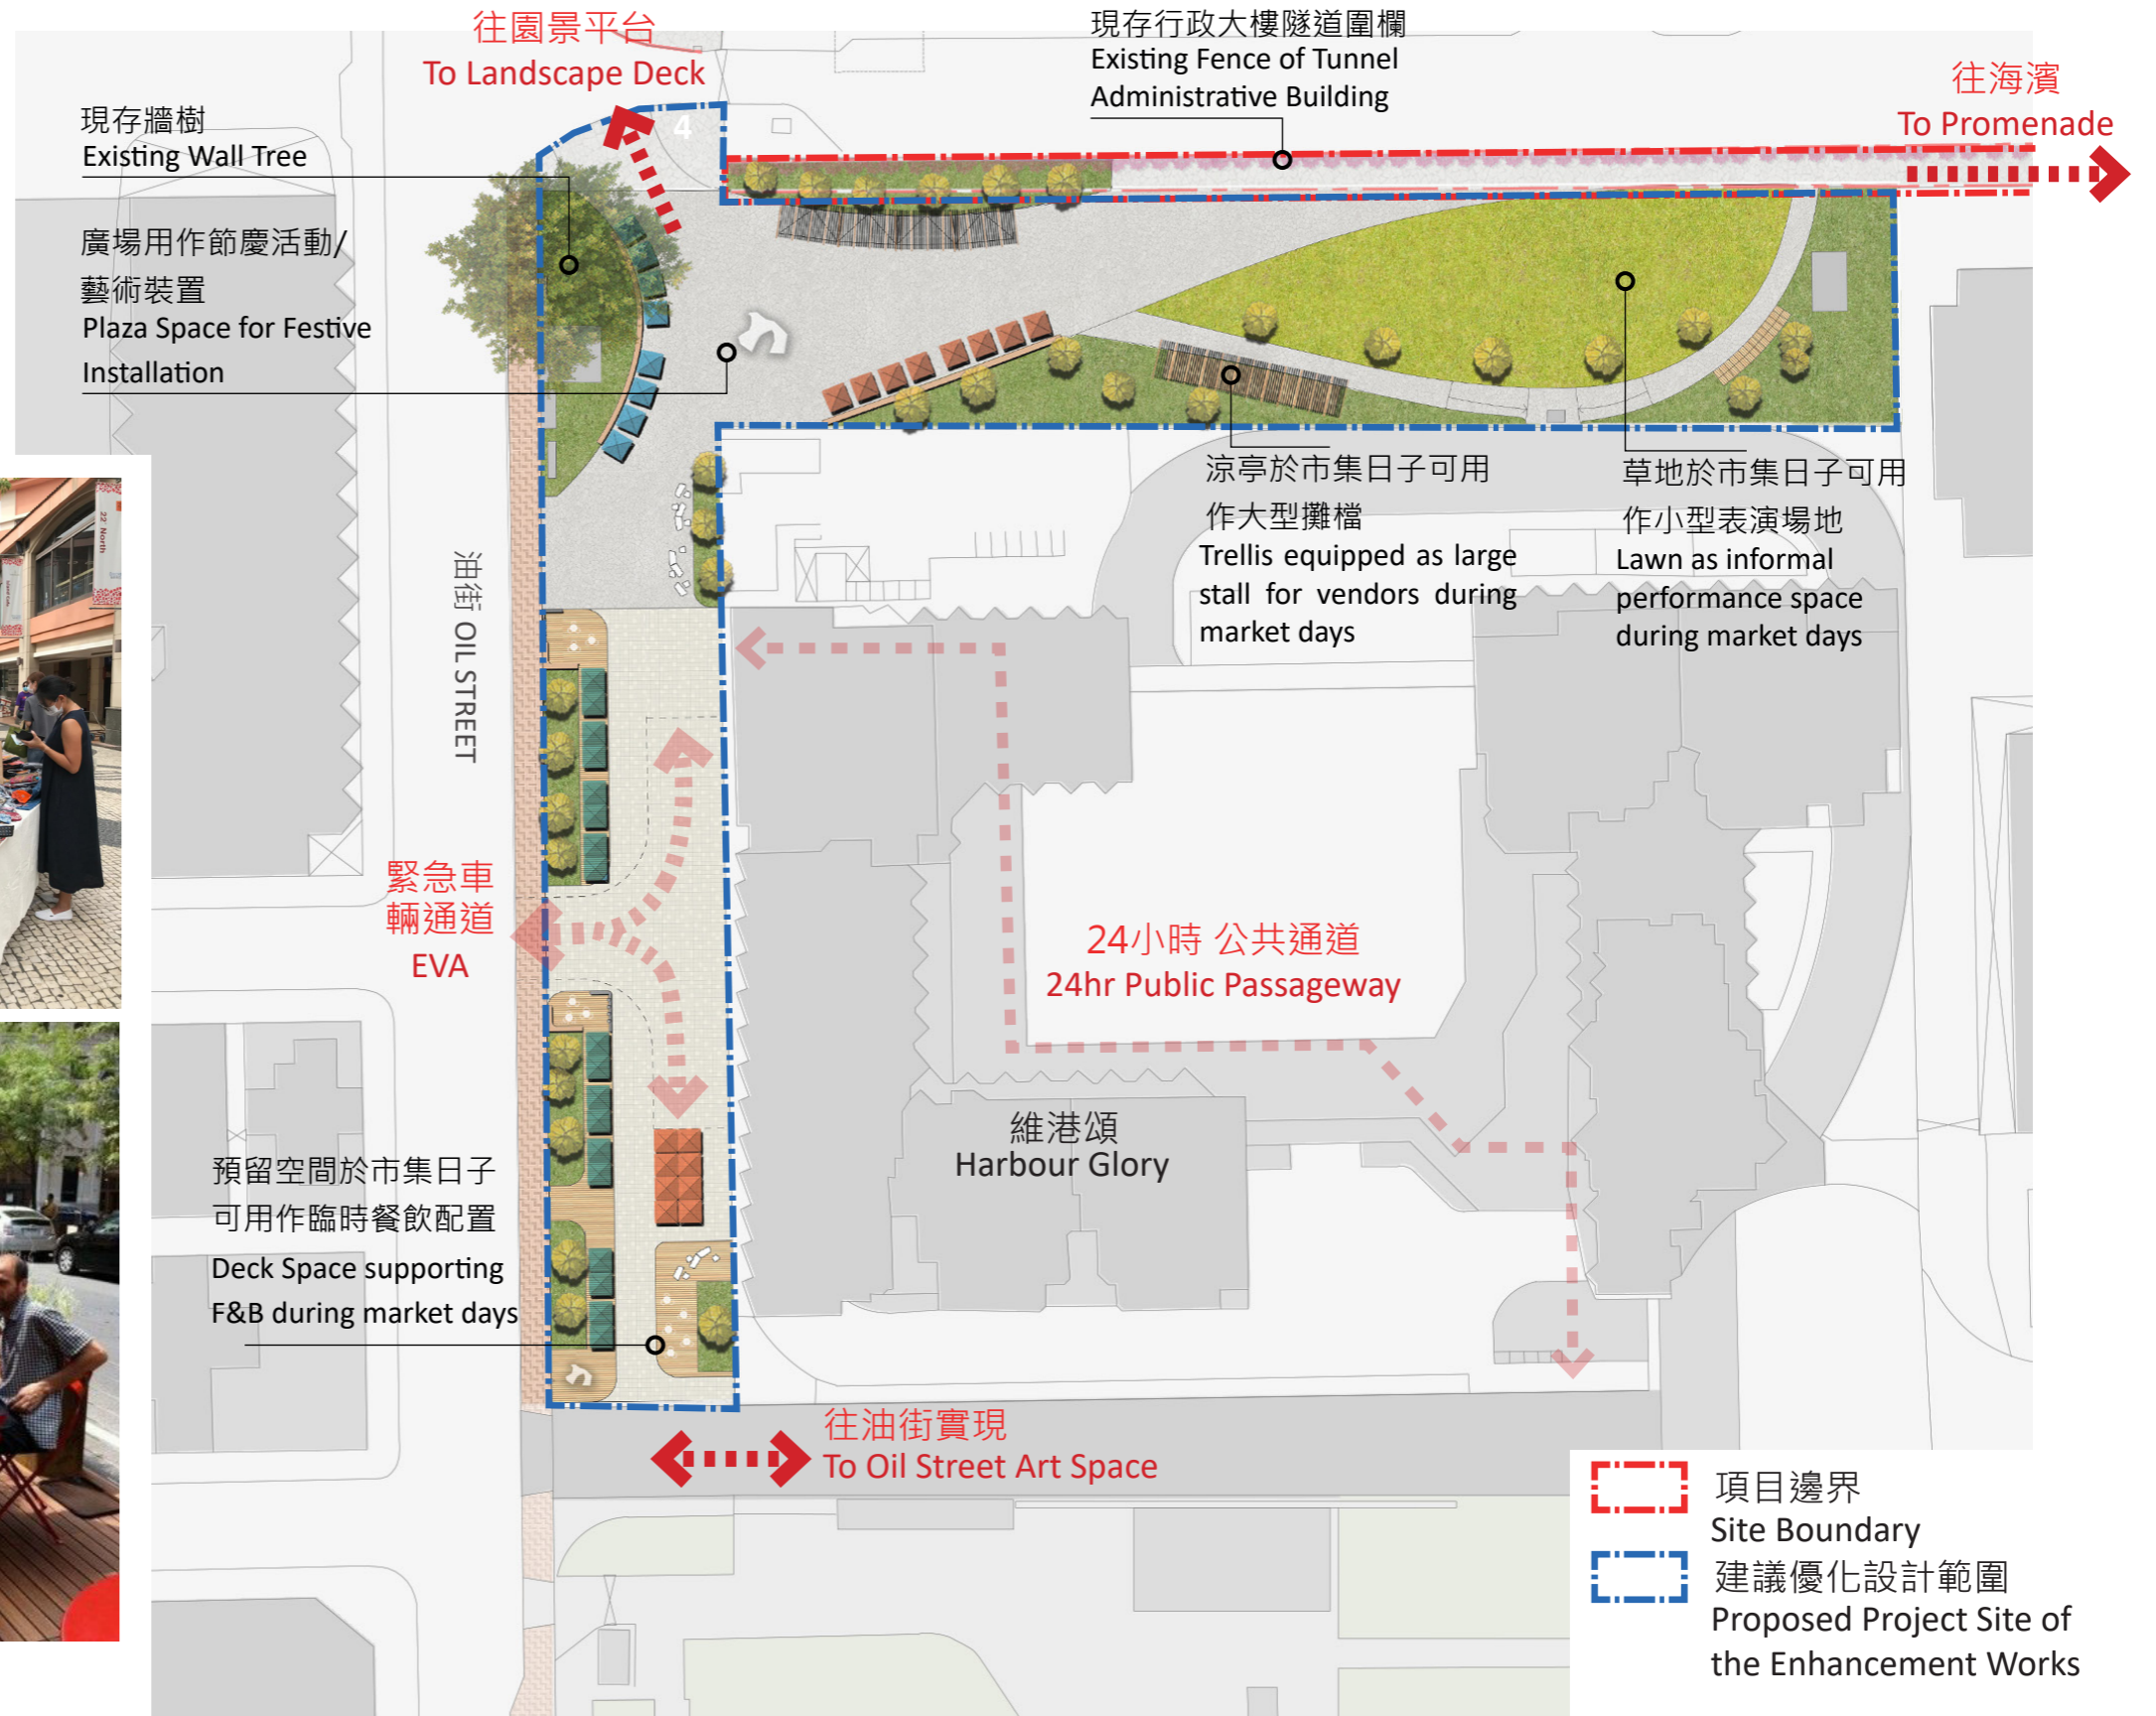 往園景平台
To Landscape Deck
現存行政大樓隧道圍欄
Existing Fence of Tunnel
Administrative Building
往海濱
To Promenade
4
現存牆樹
Existing Wall Tree
廣場用作節慶活動/
藝術裝置
Plaza Space for Festive
Installation
涼亭於市集日子可用
作大型攤檔
Trellis equipped as large
stall for vendors during
market days
草地於市集日子可用
作小型表演場地
Lawn as informal
performance space
during market days
22° North
油街 OIL STREET
緊急車
輛通道
EVA
24小時 公共通道
24hr Public Passageway
維港頌
Harbour Glory
預留空間於市集日子
可用作臨時餐飲配置
Deck Space supporting
F&B during market days
往油街實現
To Oil Street Art Space
項目邊界
Site Boundary
建議優化設計範圍
Proposed Project Site of
the Enhancement Works